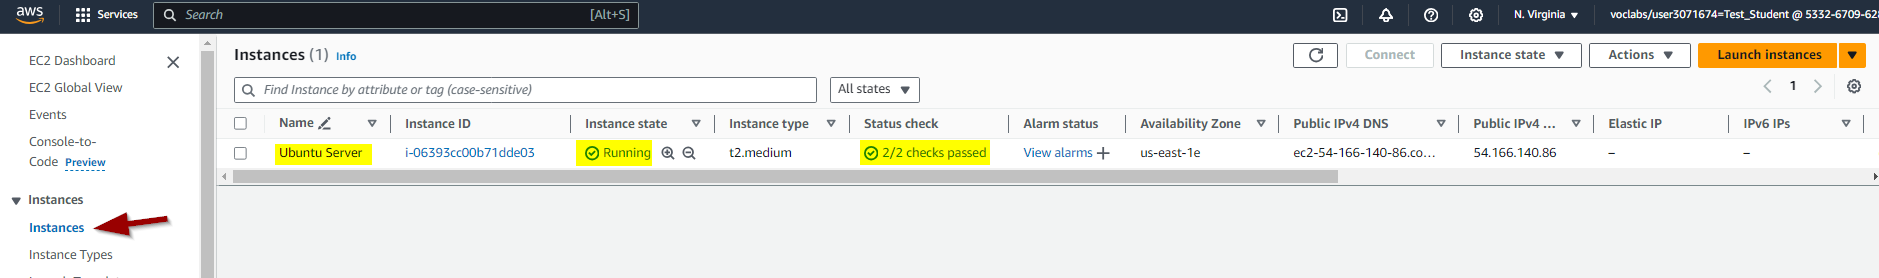 aws
Services
Search
[Alt+S]
N. Virginia
voclabs/user3071674=Test_Student @ 5332-6709-628
EC2 Dashboard
EC2 Global View
Events
Console-to-
Code Preview
Instances
Instances
Instance Types
Instances (1) Info
Connect
Instance state
Actions
Launch instances
Find Instance by attribute or tag (case-sensitive)
All states
1
Name Instance ID Instance state Instance type Status check Alarm status Availability Zone Public IPv4 DNS Public IPv4 ... Elastic IP IPv6 IPs
Ubuntu Server i-06393cc00b71dde03 Running t2.medium 2/2 checks passed View alarms + us-east-1e ec2-54-166-140-86.co... 54.166.140.86 – –